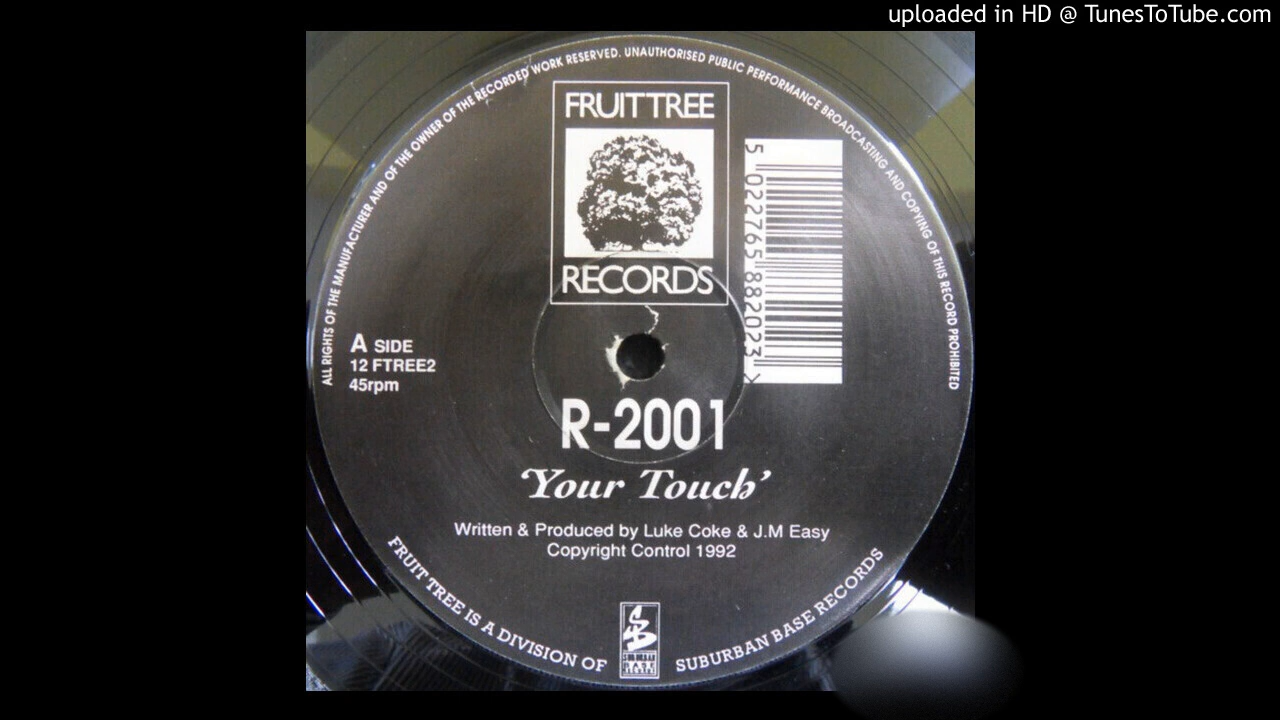 uploaded in HD @ TunesToTube.com
ALL RIGHTS OF THE MANUFACTURER AND OF THE OWNER OF THE RECORDED WORK RESERVED. UNAUTHORISED PUBLIC PERFORMANCE BROADCASTING AND COPYING OF THIS RECORD PROHIBITED
FRUIT TREE
RECORDS
5 022765 882023 >
A SIDE
12 FTREE2
45rpm
R-2001
'Your Touch'
Written & Produced by Luke Coke & J.M Easy
Copyright Control 1992
FRUIT TREE IS A DIVISION OF SUBURBAN BASE RECORDS